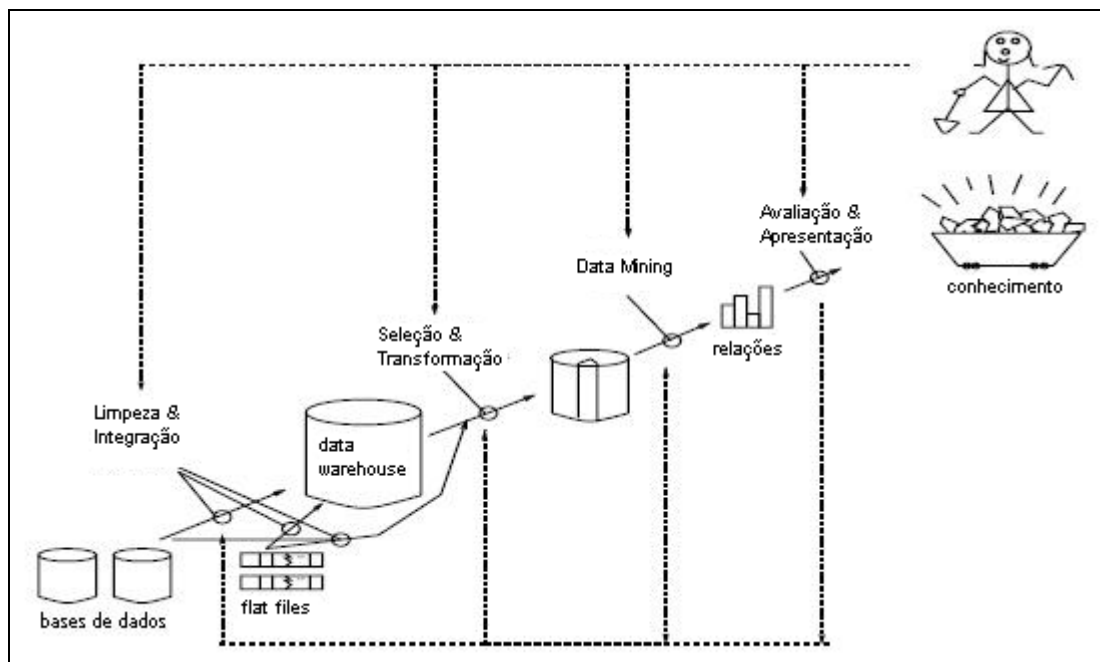 Avaliação &
Apresentação
conhecimento
Data Mining
relações
Seleção &
Transformação
Limpeza &
Integração
data
warehouse
flat files
bases de dados